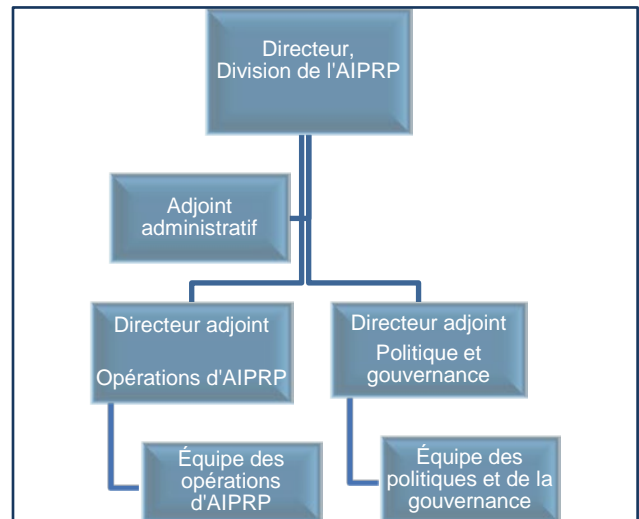 Directeur,
Division de l'AIPRP
Adjoint
administratif
Directeur adjoint
Opérations d'AIPRP
Directeur adjoint
Politique et
gouvernance
Équipe des
opérations
d'AIPRP
Équipe des
politiques et de la
gouvernance